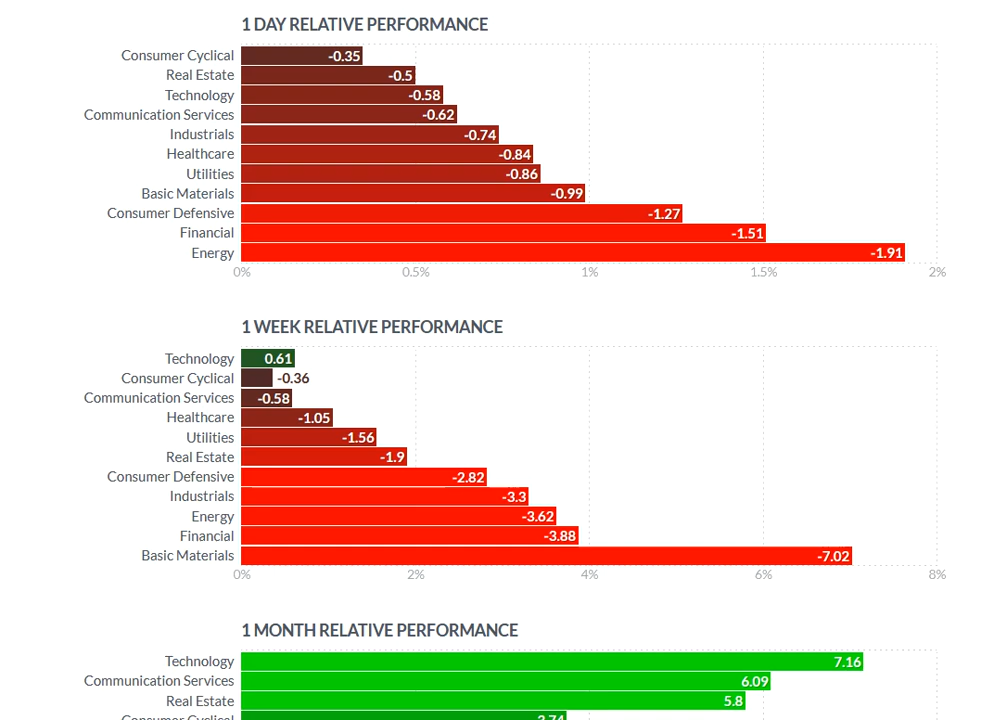 1 DAY RELATIVE PERFORMANCE
Consumer Cyclical -0.35
Real Estate -0.5
Technology -0.58
Communication Services -0.62
Industrials -0.74
Healthcare -0.84
Utilities -0.86
Basic Materials -0.99
Consumer Defensive -1.27
Financial -1.51
Energy -1.91
0% 0.5% 1% 1.5% 2%
1 WEEK RELATIVE PERFORMANCE
Technology 0.61
Consumer Cyclical -0.36
Communication Services -0.58
Healthcare -1.05
Utilities -1.56
Real Estate -1.9
Consumer Defensive -2.82
Industrials -3.3
Energy -3.62
Financial -3.88
Basic Materials -7.02
0% 2% 4% 6% 8%
1 MONTH RELATIVE PERFORMANCE
Technology 7.16
Communication Services 6.09
Real Estate 5.8
Consumer Cyclical 3.74